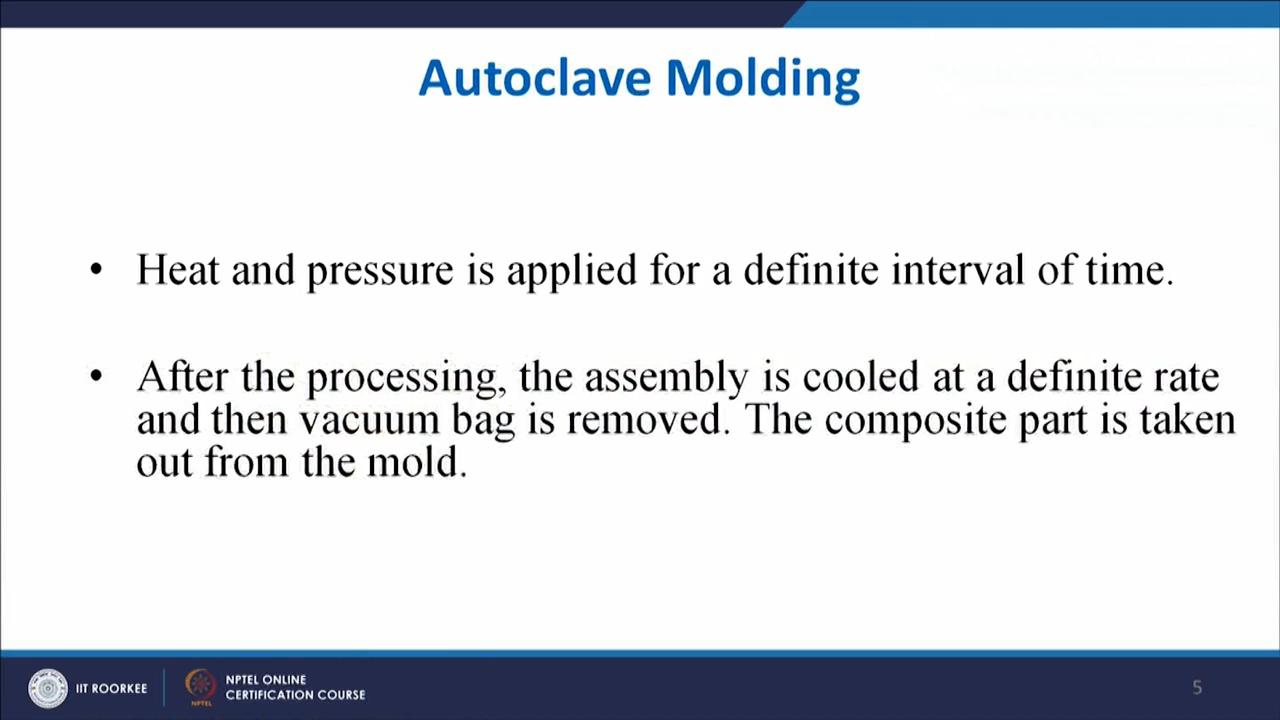 Autoclave Molding
• Heat and pressure is applied for a definite interval of time.
• After the processing, the assembly is cooled at a definite rate
and then vacuum bag is removed. The composite part is taken
out from the mold.
IIT ROORKEE
NPTEL
NPTEL ONLINE
CERTIFICATION COURSE
5